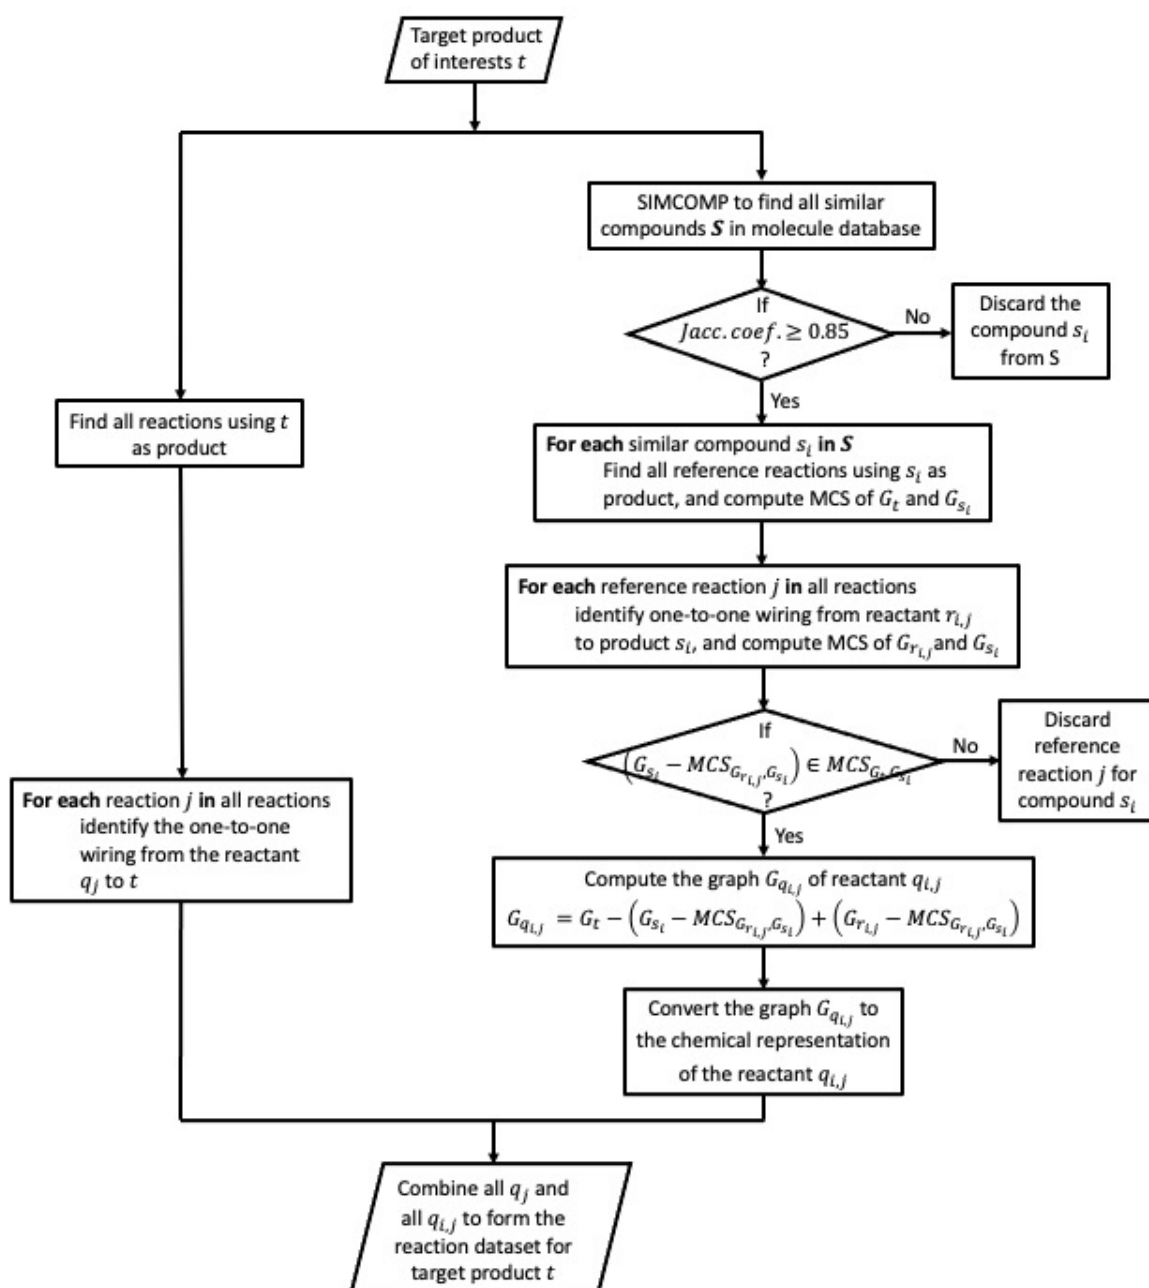 Target product
of interests t
SIMCOMP to find all similar
compounds S in molecule database
If
Jacc.coef.≥ 0.85
?
No
Discard the
compound s_i
from S
Yes
Find all reactions using t
as product
For each similar compound s_i in S
Find all reference reactions using s_i as
product, and compute MCS of G_t and G_{s_i}
For each reference reaction j in all reactions
identify one-to-one wiring from reactant r_{i,j}
to product s_i, and compute MCS of G_{r_{i,j}} and G_{s_i}
If
(G_{s_i} − MCS_{G_{r_{i,j}},G_{s_i}}) ∈ MCS_{G_t,G_{s_i}}
?
No
Discard
reference
reaction j for
compound s_i
Yes
For each reaction j in all reactions
identify the one-to-one
wiring from the reactant
q_j to t
Compute the graph G_{q_{i,j}} of reactant q_{i,j}
G_{q_{i,j}} = G_t − (G_{s_i} − MCS_{G_{r_{i,j}},G_{s_i}}) + (G_{r_{i,j}} − MCS_{G_{r_{i,j}},G_{s_i}})
Convert the graph G_{q_{i,j}} to
the chemical representation
of the reactant q_{i,j}
Combine all q_j and
all q_{i,j} to form the
reaction dataset for
target product t